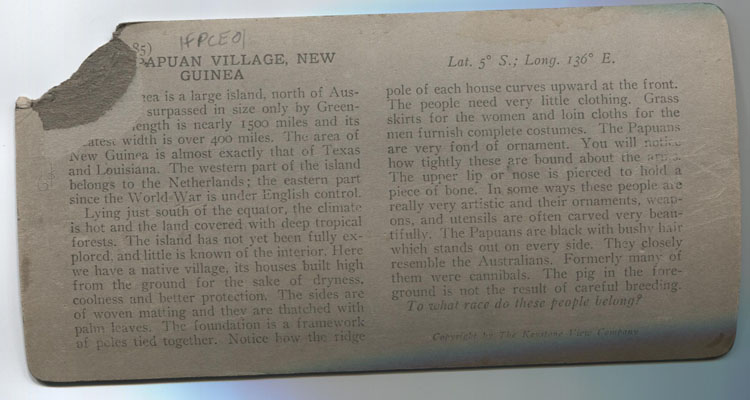 85)
HFPCE01
APUAN VILLAGE, NEW
GUINEA
ea is a large island, north of Aus-
surpassed in size only by Green-
length is nearly 1500 miles and its
width is over 400 miles. The area of
New Guinea is almost exactly that of Texas
and Louisiana. The western part of the island
belongs to the Netherlands; the eastern part
since the World War is under English control.
Lying just south of the equator, the climate
is hot and the land covered with deep tropical
forests. The island has not yet been fully ex-
plored, and little is known of the interior. Here
we have a native village, its houses built high
from the ground for the sake of dryness,
coolness and better protection. The sides are
of woven matting and they are thatched with
palm leaves. The foundation is a framework
of poles tied together. Notice how the ridge
Lat. 5° S.; Long. 136° E.
pole of each house curves upward at the front.
The people need very little clothing. Grass
skirts for the women and loin cloths for the
men furnish complete costumes. The Papuans
are very fond of ornament. You will notice
how tightly these are bound about the arms.
The upper lip or nose is pierced to hold a
piece of bone. In some ways these people are
really very artistic and their ornaments, weap-
ons, and utensils are often carved very beau-
tifully. The Papuans are black with bushy hair
which stands out on every side. They closely
resemble the Australians. Formerly many of
them were cannibals. The pig in the fore-
ground is not the result of careful breeding.
To what race do these people belong?
Copyright by The Keystone View Company